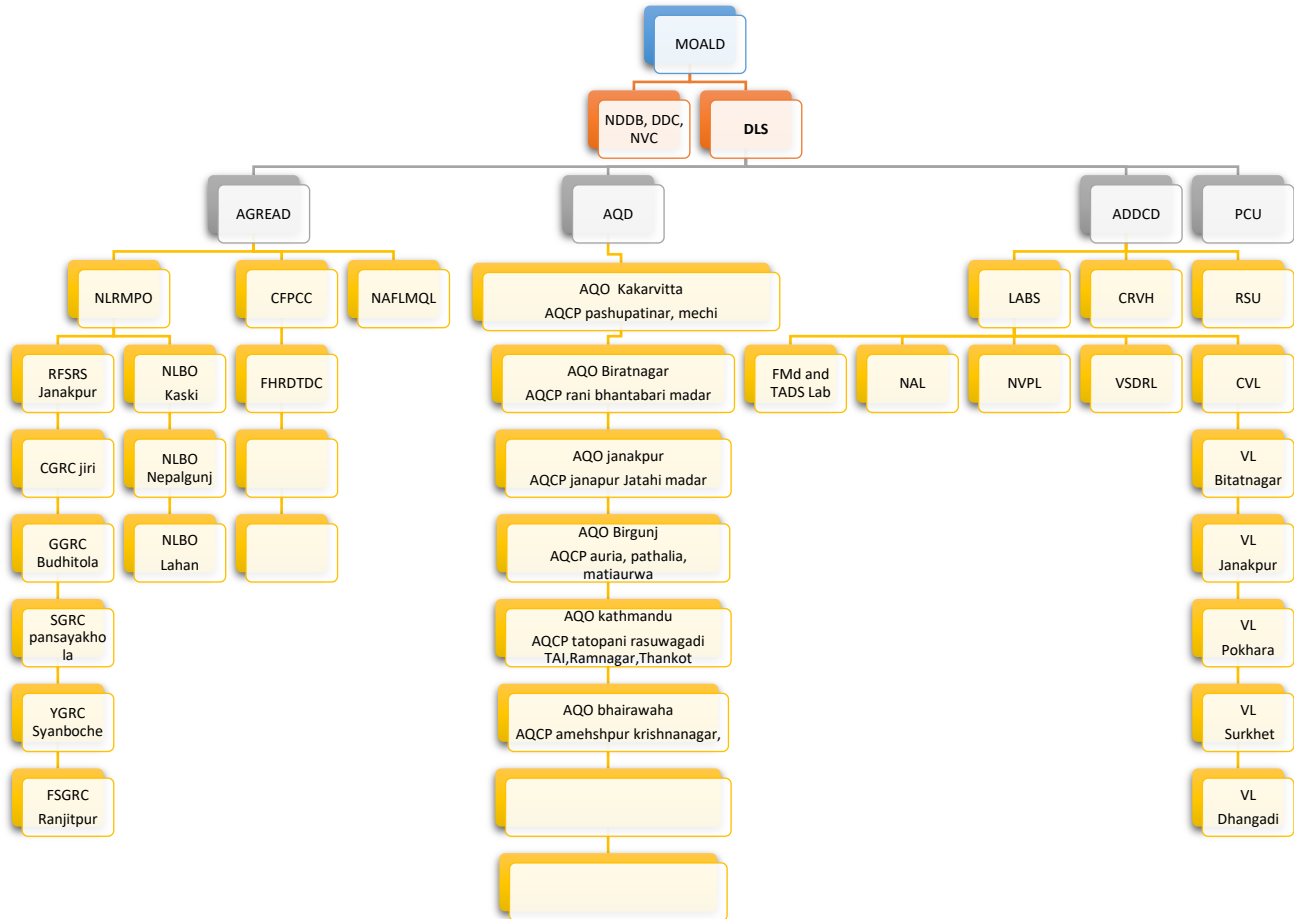 MOALD
NDDB, DDC,
NVC
DLS
AGREAD
AQD
ADDCD
PCU
NLRMPO
CFPCC
NAFLMQL
AQO  Kakarvitta
AQCP pashupatinar, mechi
LABS
CRVH
RSU
RFSRS
Janakpur
NLBO
Kaski
FHRDTDC
AQO Biratnagar
AQCP rani bhantabari madar
FMd and
TADS Lab
NAL
NVPL
VSDRL
CVL
CGRC jiri
NLBO
Nepalgunj
AQO janakpur
AQCP janapur Jatahi madar
VL
Bitatnagar
GGRC
Budhitola
NLBO
Lahan
AQO Birgunj
AQCP auria, pathalia,
matiaurwa
VL
Janakpur
SGRC
pansayakho
la
AQO kathmandu
AQCP tatopani rasuwagadi
TAI,Ramnagar,Thankot
VL
Pokhara
YGRC
Syanboche
AQO bhairawaha
AQCP amehshpur krishnanagar,
VL
Surkhet
FSGRC
Ranjitpur
VL
Dhangadi